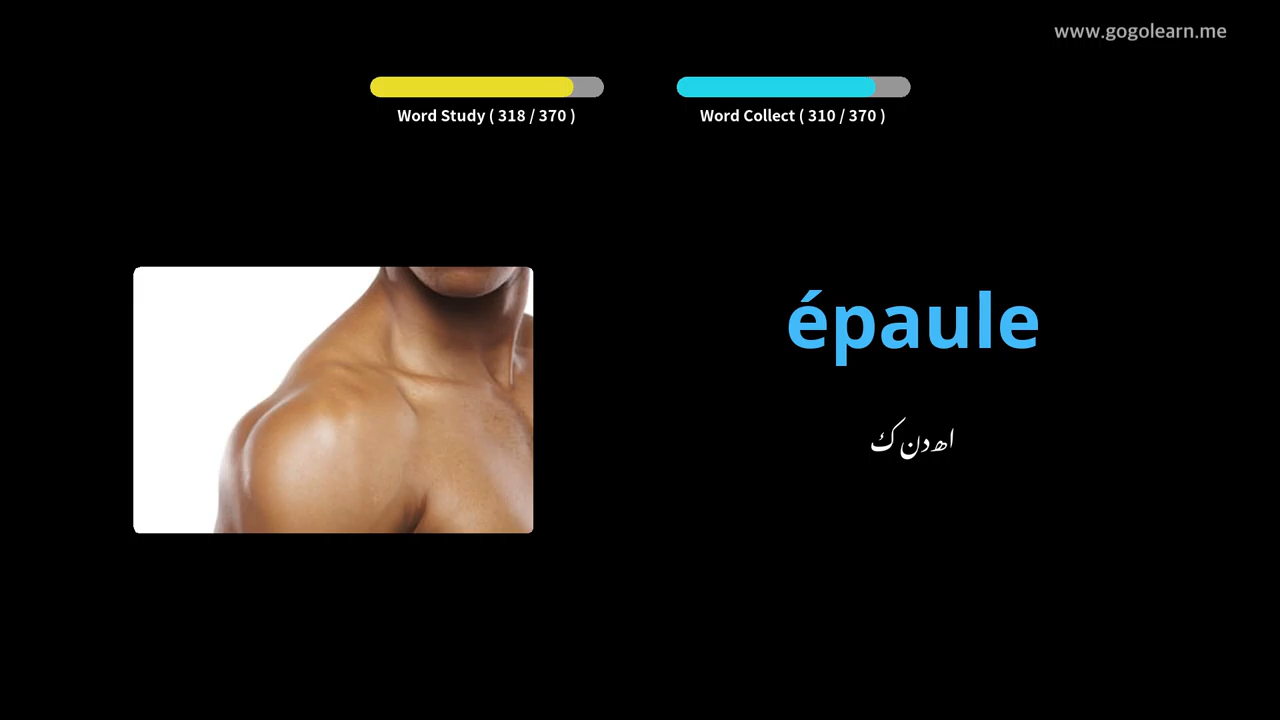 www.gogolearn.me
Word Study ( 318 / 370 )
Word Collect ( 310 / 370 )
épaule
اھدن ک